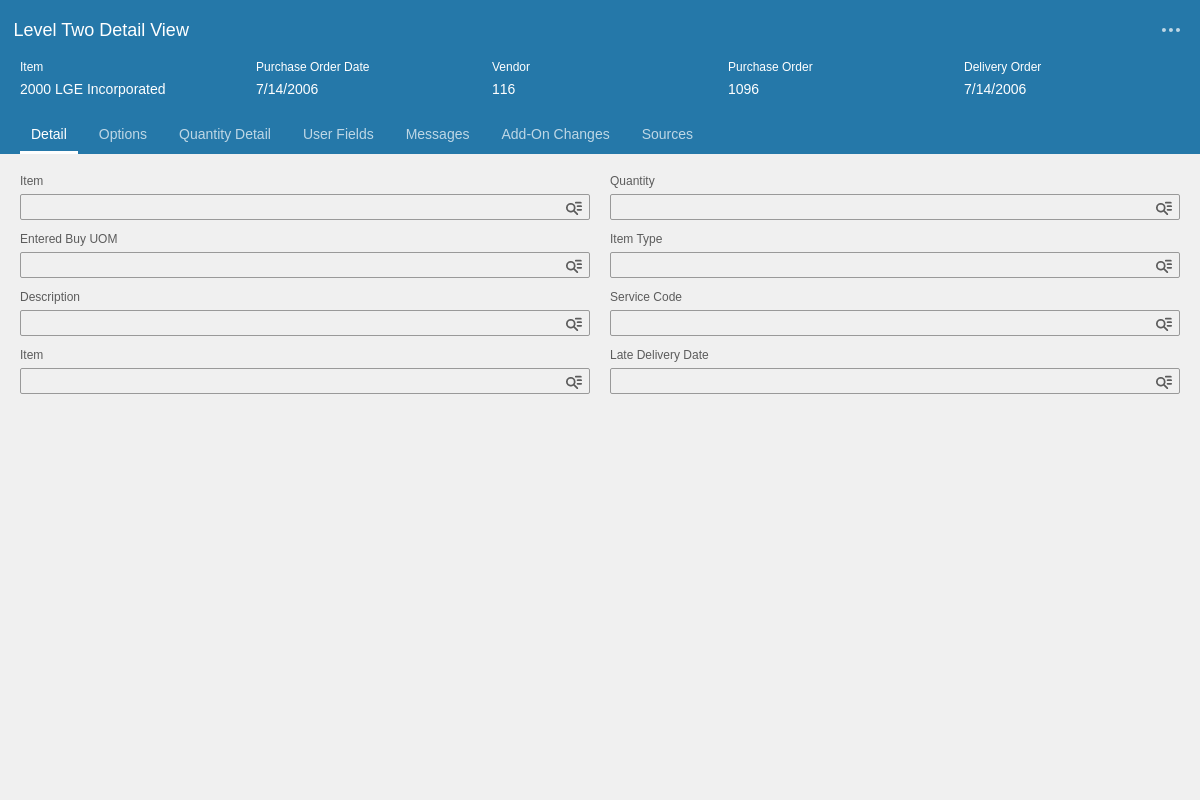 Level Two Detail View
Item Purchase Order Date Vendor Purchase Order Delivery Order
2000 LGE Incorporated 7/14/2006 116 1096 7/14/2006
Detail Options Quantity Detail User Fields Messages Add-On Changes Sources
Item Quantity
Entered Buy UOM Item Type
Description Service Code
Item Late Delivery Date